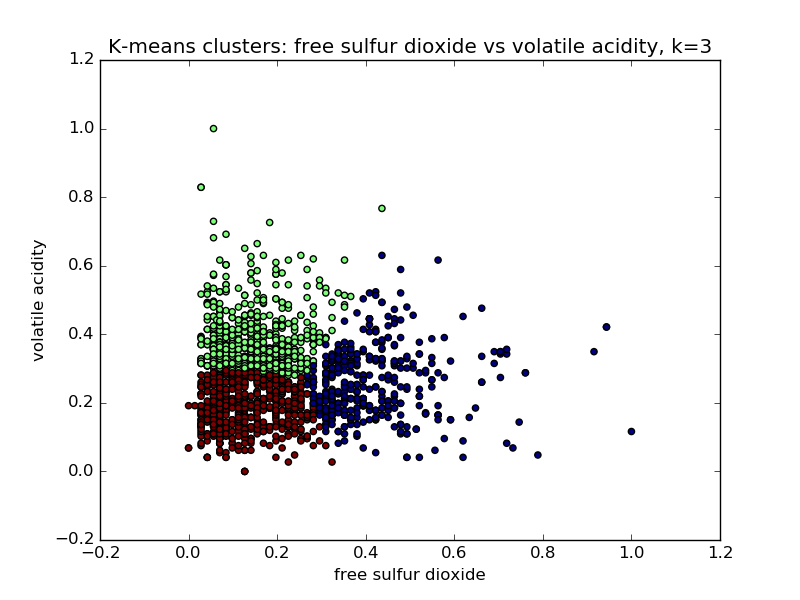 K-means clusters: free sulfur dioxide vs volatile acidity, k=3
1.2
1.0
0.8
0.6
0.4
0.2
0.0
−0.2
volatile acidity
−0.2 0.0 0.2 0.4 0.6 0.8 1.0 1.2
free sulfur dioxide